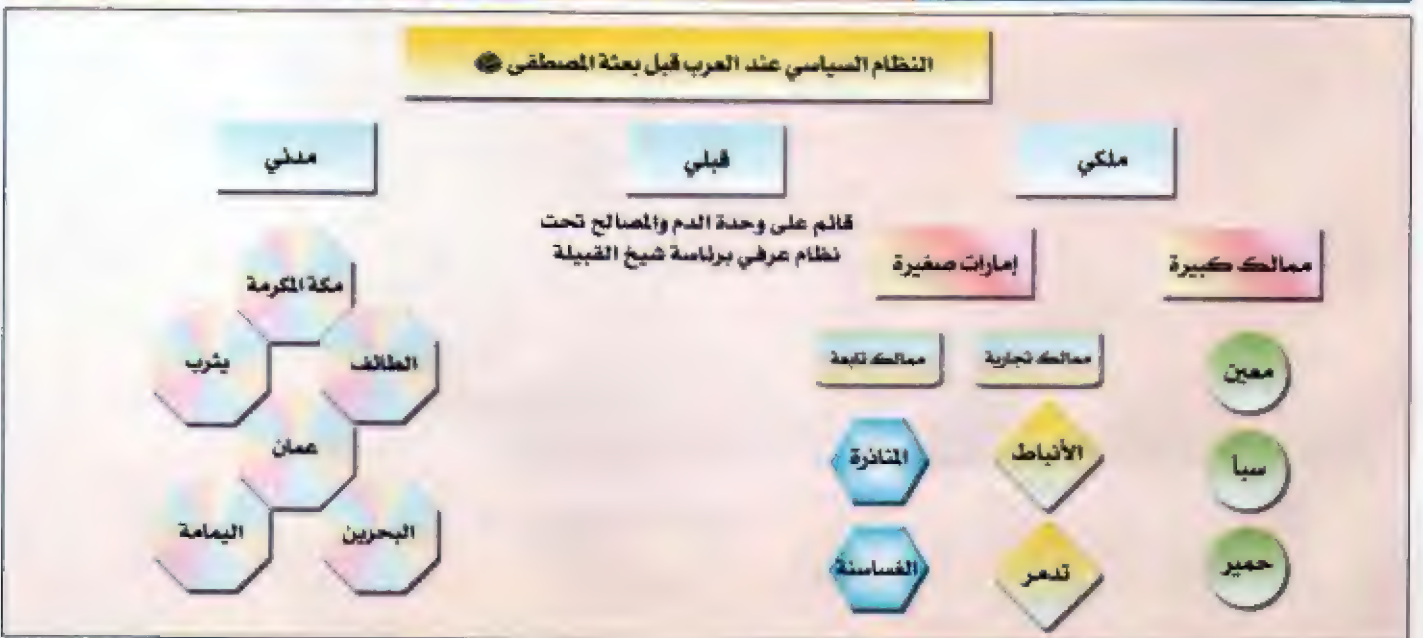 النظام السياسي عند العرب قبل بعثة المصطفى ﷺ
ملكي
قبلي
مدني
قائم على وحدة الدم والمصالح تحت
نظام عرفي برئاسة شيخ القبيلة
ممالك كبيرة
إمارات صغيرة
معين
سبأ
حمير
ممالك تجارية
ممالك تابعة
الأنباط
تدمر
المناذرة
الغساسنة
مكة المكرمة
الطائف
يثرب
عمان
البحرين
اليمامة